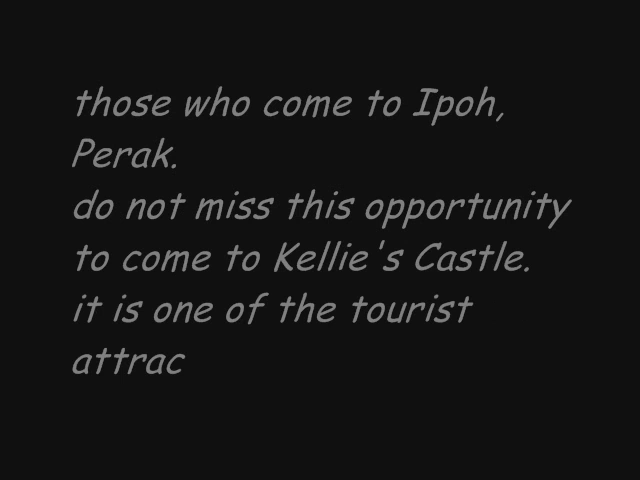 those who come to Ipoh,
Perak.
do not miss this opportunity
to come to Kellie's Castle.
it is one of the tourist
attrac